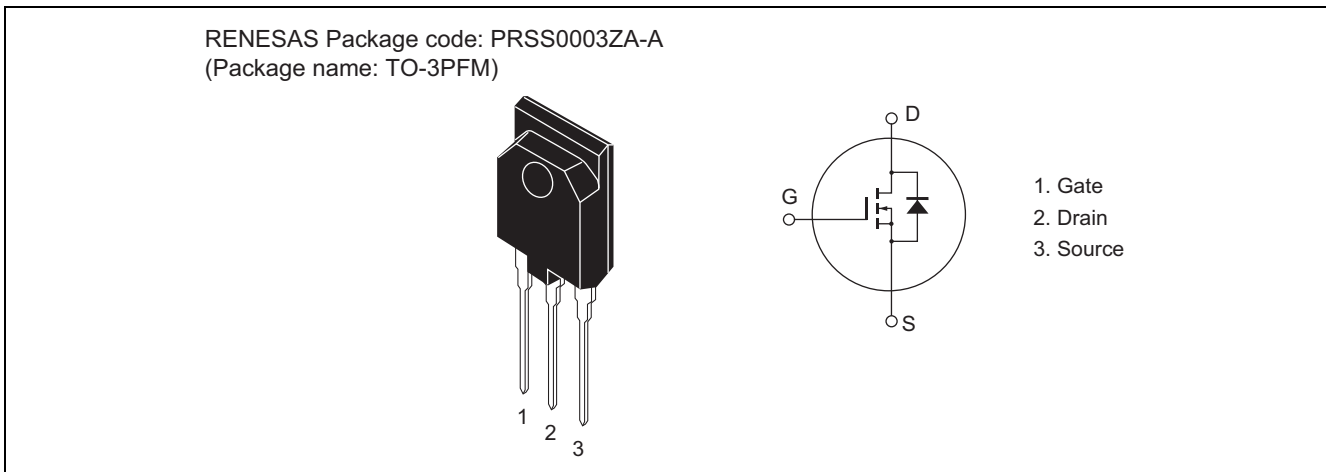 RENESAS Package code: PRSS0003ZA-A
(Package name: TO-3PFM)
D
G
S
1. Gate
2. Drain
3. Source
1
2
3